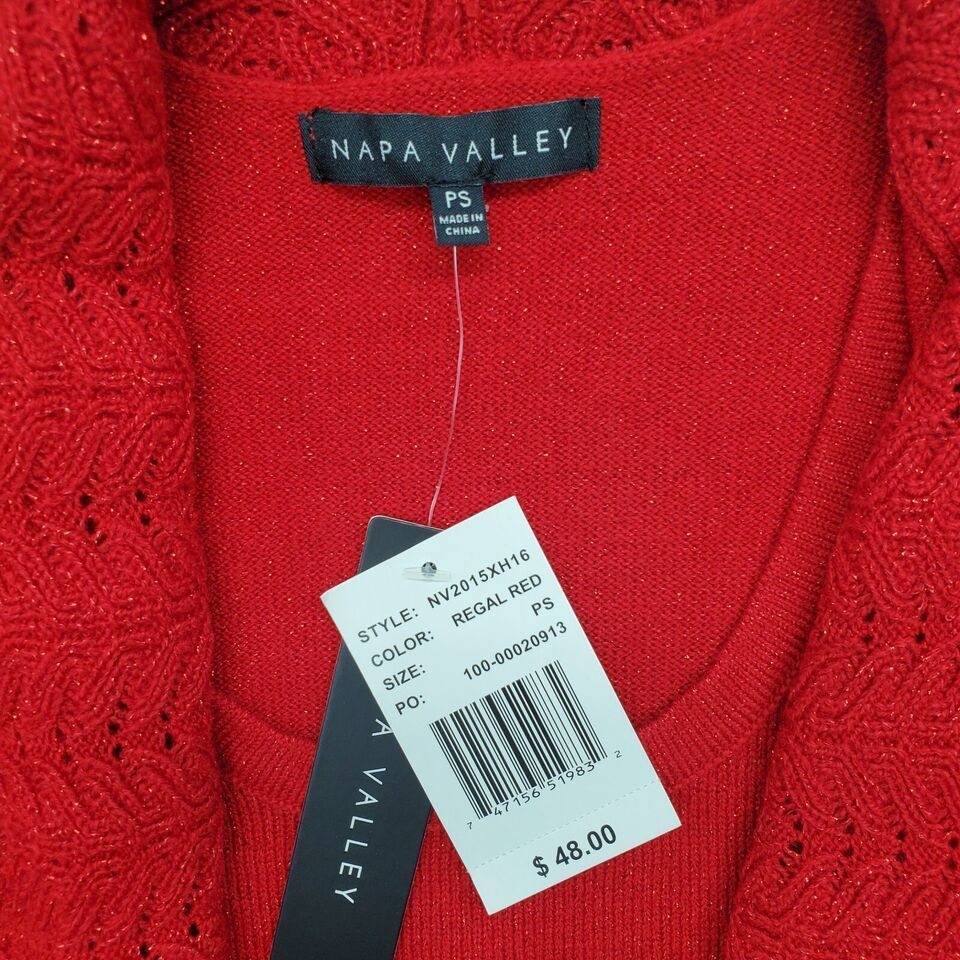 NAPA VALLEY
PS
MADE IN
CHINA
STYLE: NV2015XH16
COLOR: REGAL RED
SIZE: PS
PO: 100-00020913
7 47156 51983 2
$ 48.00
A VALLEY